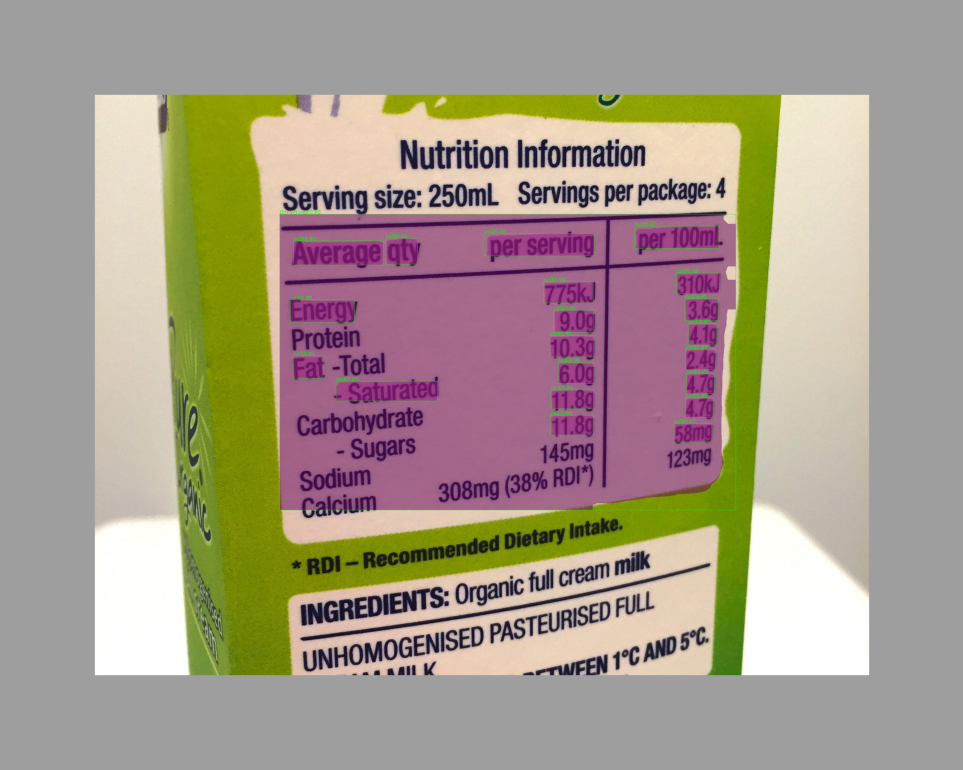 Nutrition Information
Serving size: 250mL Servings per package: 4
Average qty per serving per 100mL
Energy 775kJ 310kJ
Protein 9.0g 3.6g
Fat -Total 10.3g 4.1g
- Saturated 6.0g 2.4g
Carbohydrate 11.8g 4.7g
- Sugars 11.8g 4.7g
Sodium 145mg 58mg
Calcium 308mg (38% RDI*) 123mg
* RDI – Recommended Dietary Intake.
INGREDIENTS: Organic full cream milk
UNHOMOGENISED PASTEURISED FULL
MILK BETWEEN 1°C AND 5°C.
ure